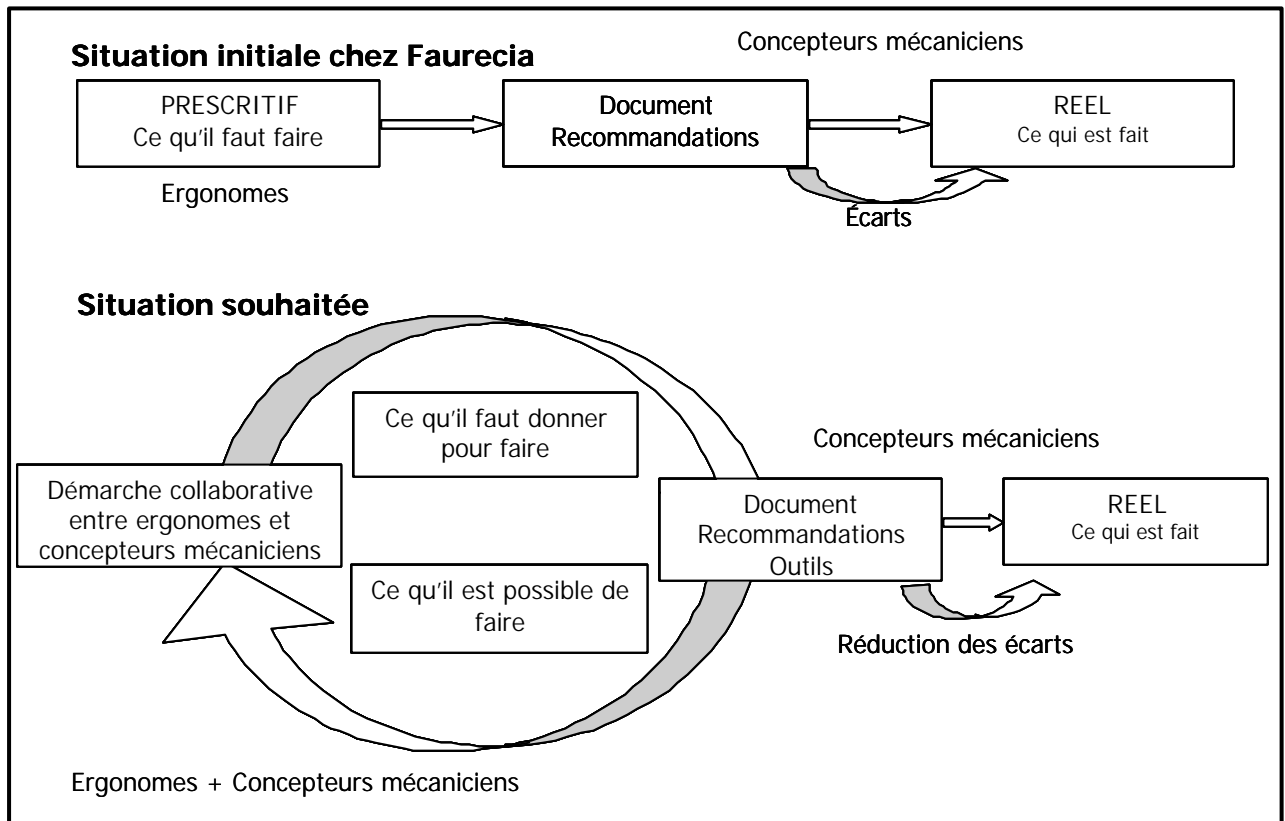 Situation initiale chez Faurecia
Concepteurs mécaniciens
PRESCRITIF
Ce qu'il faut faire
Document
Recommandations
REEL
Ce qui est fait
Ergonomes
Écarts
Situation souhaitée
Ce qu'il faut donner
pour faire
Concepteurs mécaniciens
Démarche collaborative
entre ergonomes et
concepteurs mécaniciens
Document
Recommandations
Outils
REEL
Ce qui est fait
Ce qu'il est possible de
faire
Réduction des écarts
Ergonomes + Concepteurs mécaniciens